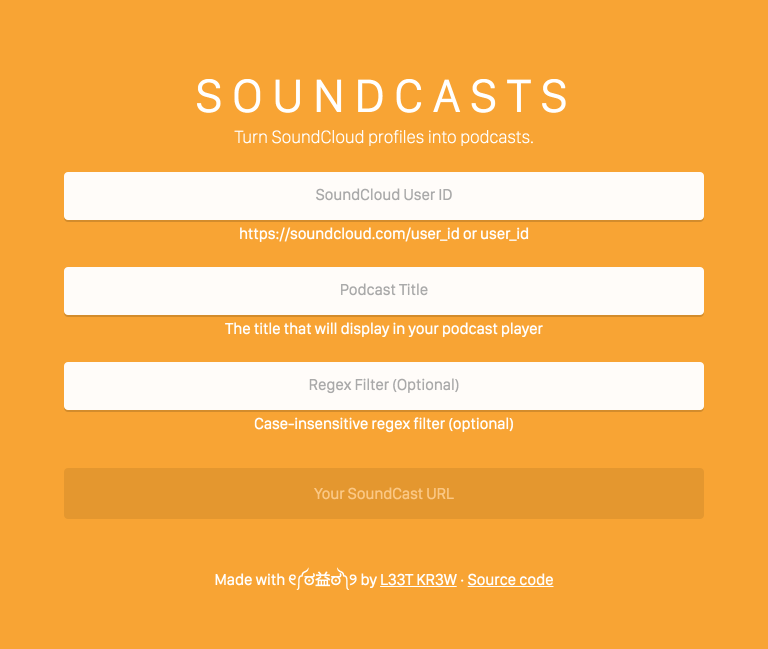 SOUNDCASTS
Turn SoundCloud profiles into podcasts.
SoundCloud User ID
https://soundcloud.com/user_id or user_id
Podcast Title
The title that will display in your podcast player
Regex Filter (Optional)
Case-insensitive regex filter (optional)
Your SoundCast URL
Made with ୧༼ಠ益ಠ༽୨ by L33T KR3W · Source code